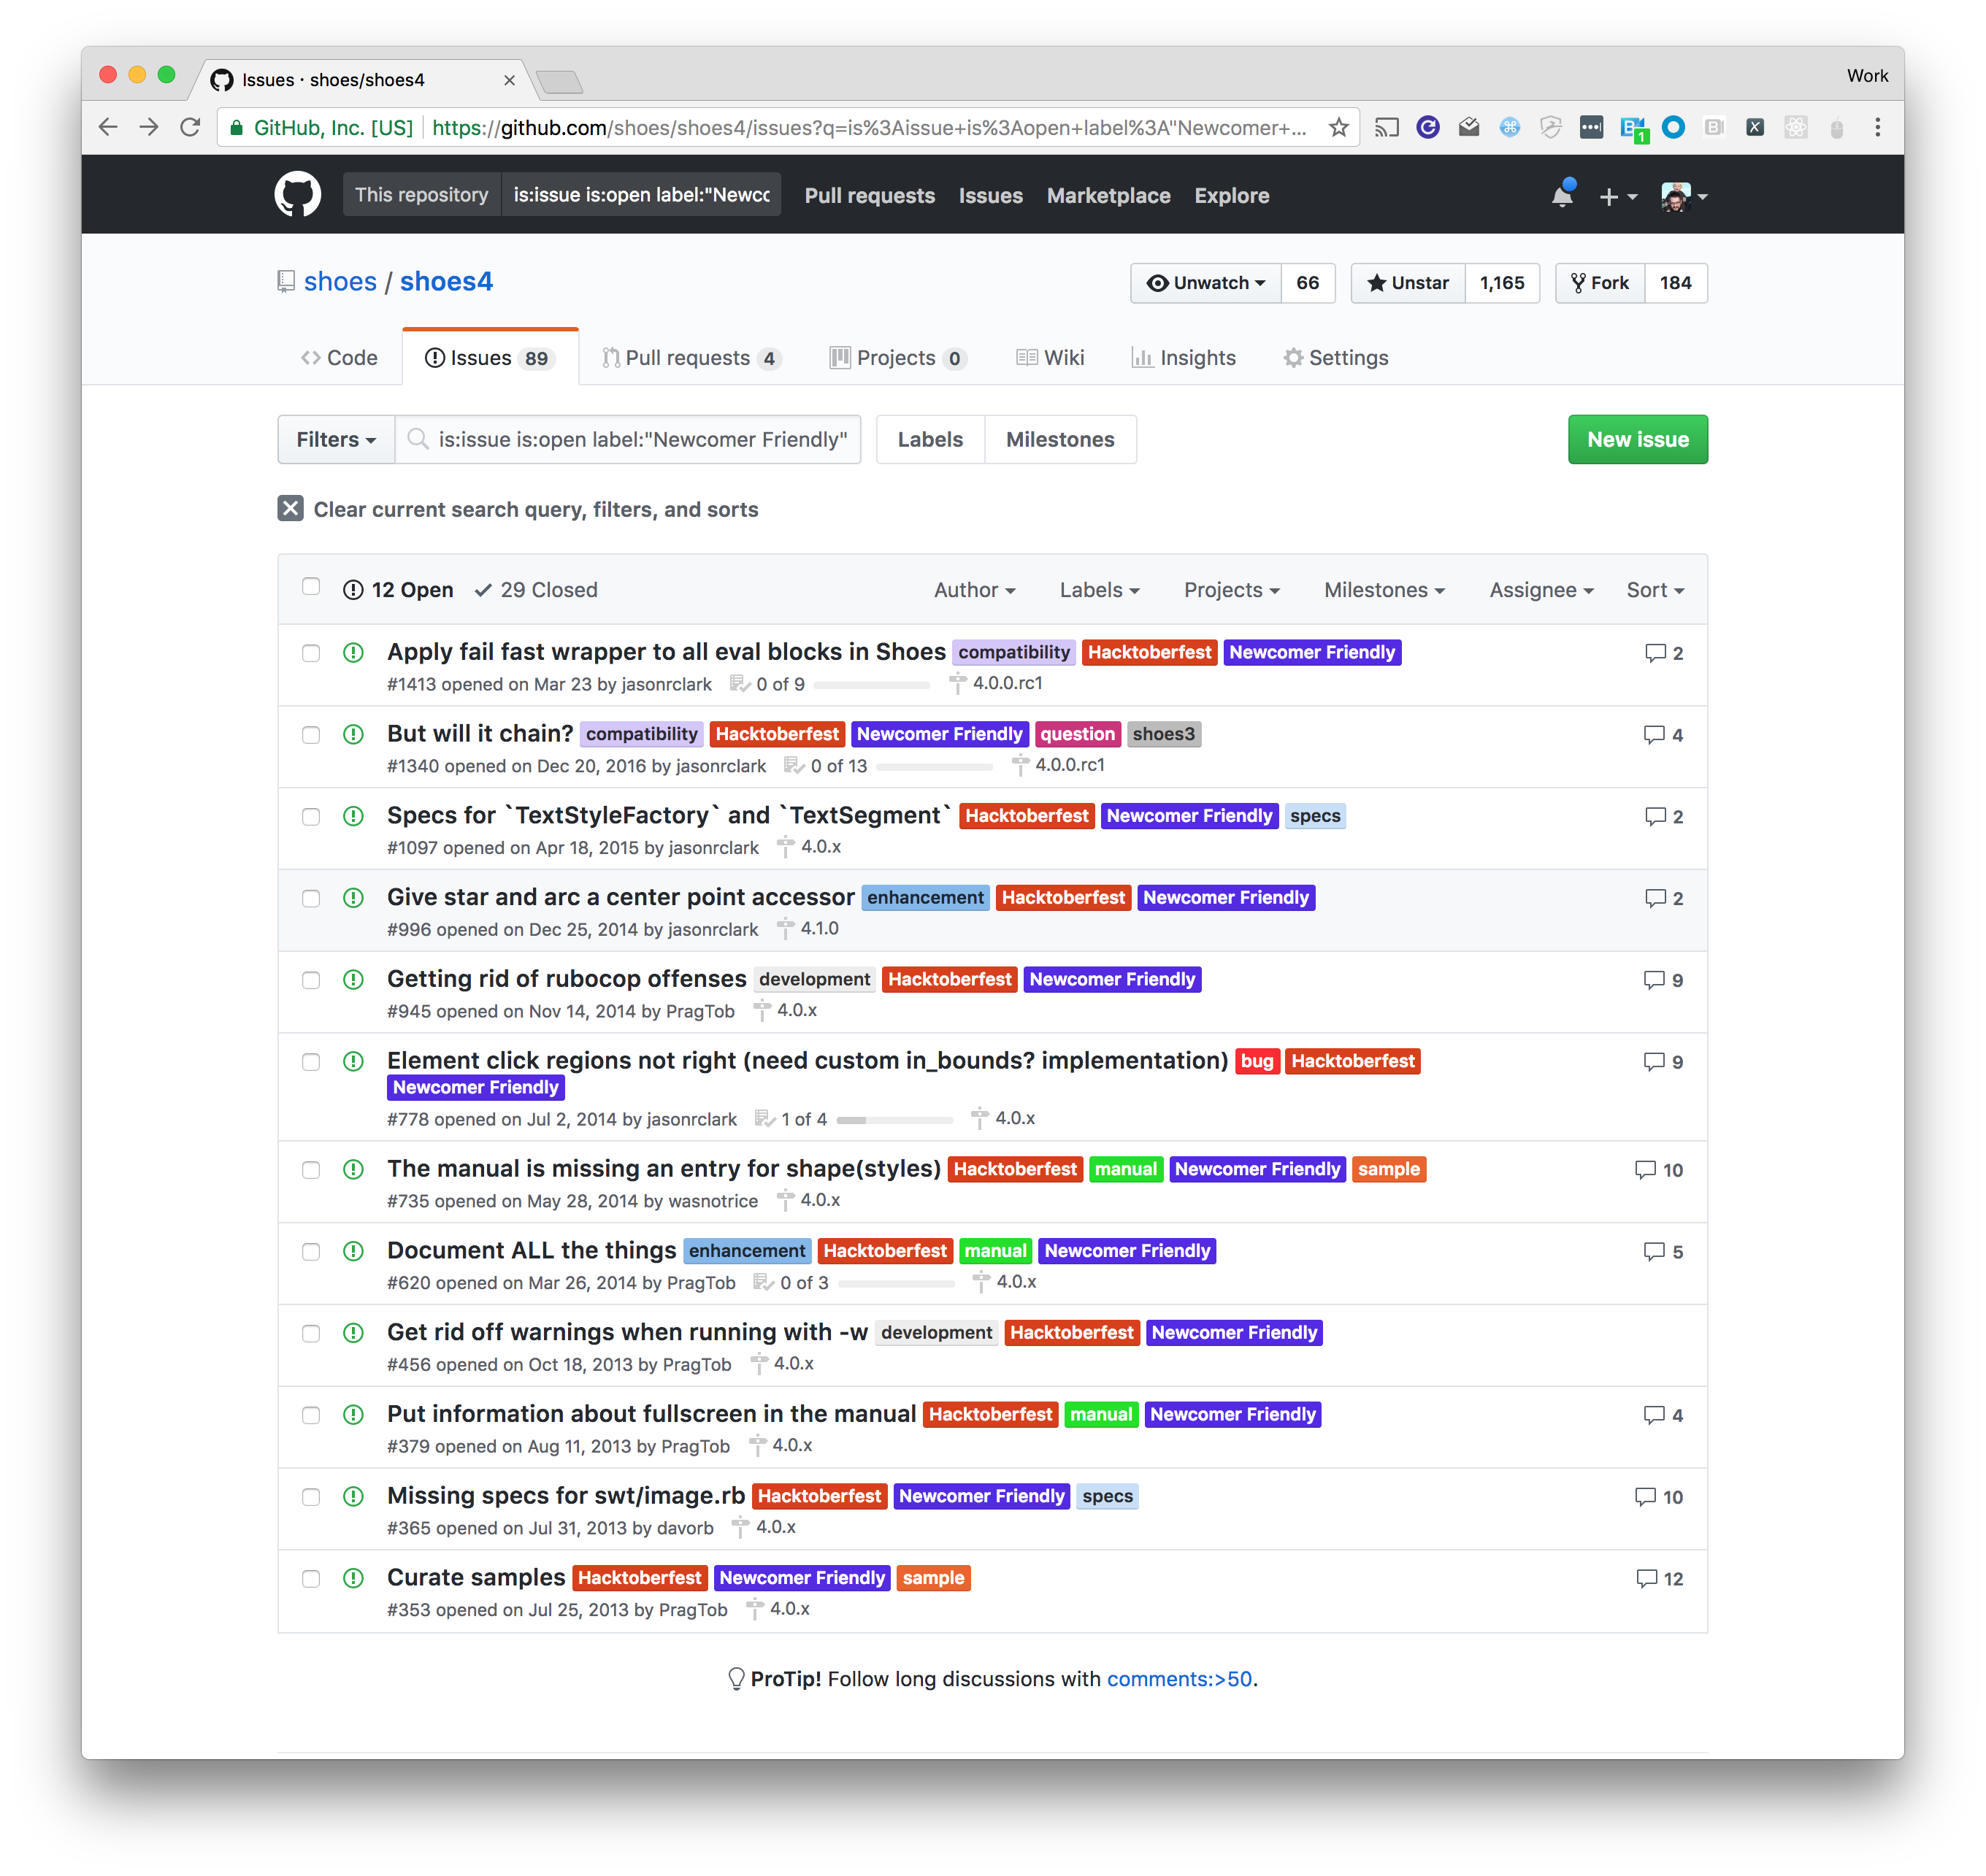 Issues · shoes/shoes4
Work
GitHub, Inc. [US] https://github.com/shoes/shoes4/issues?q=is%3Aissue+is%3Aopen+label%3A"Newcomer+...
1
This repository is:issue is:open label:"Newcc Pull requests Issues Marketplace Explore
shoes / shoes4
Unwatch 66 Unstar 1,165 Fork 184
Code Issues 89 Pull requests 4 Projects 0 Wiki Insights Settings
Filters is:issue is:open label:"Newcomer Friendly" Labels Milestones New issue
Clear current search query, filters, and sorts
12 Open 29 Closed Author Labels Projects Milestones Assignee Sort
Apply fail fast wrapper to all eval blocks in Shoes compatibility Hacktoberfest Newcomer Friendly 2
#1413 opened on Mar 23 by jasonrclark 0 of 9 4.0.0.rc1
But will it chain? compatibility Hacktoberfest Newcomer Friendly question shoes3 4
#1340 opened on Dec 20, 2016 by jasonrclark 0 of 13 4.0.0.rc1
Specs for `TextStyleFactory` and `TextSegment` Hacktoberfest Newcomer Friendly specs 2
#1097 opened on Apr 18, 2015 by jasonrclark 4.0.x
Give star and arc a center point accessor enhancement Hacktoberfest Newcomer Friendly 2
#996 opened on Dec 25, 2014 by jasonrclark 4.1.0
Getting rid of rubocop offenses development Hacktoberfest Newcomer Friendly 9
#945 opened on Nov 14, 2014 by PragTob 4.0.x
Element click regions not right (need custom in_bounds? implementation) bug Hacktoberfest 9
Newcomer Friendly
#778 opened on Jul 2, 2014 by jasonrclark 1 of 4 4.0.x
The manual is missing an entry for shape(styles) Hacktoberfest manual Newcomer Friendly sample 10
#735 opened on May 28, 2014 by wasnotrice 4.0.x
Document ALL the things enhancement Hacktoberfest manual Newcomer Friendly 5
#620 opened on Mar 26, 2014 by PragTob 0 of 3 4.0.x
Get rid off warnings when running with -w development Hacktoberfest Newcomer Friendly
#456 opened on Oct 18, 2013 by PragTob 4.0.x
Put information about fullscreen in the manual Hacktoberfest manual Newcomer Friendly 4
#379 opened on Aug 11, 2013 by PragTob 4.0.x
Missing specs for swt/image.rb Hacktoberfest Newcomer Friendly specs 10
#365 opened on Jul 31, 2013 by davorb 4.0.x
Curate samples Hacktoberfest Newcomer Friendly sample 12
#353 opened on Jul 25, 2013 by PragTob 4.0.x
ProTip! Follow long discussions with comments:>50.